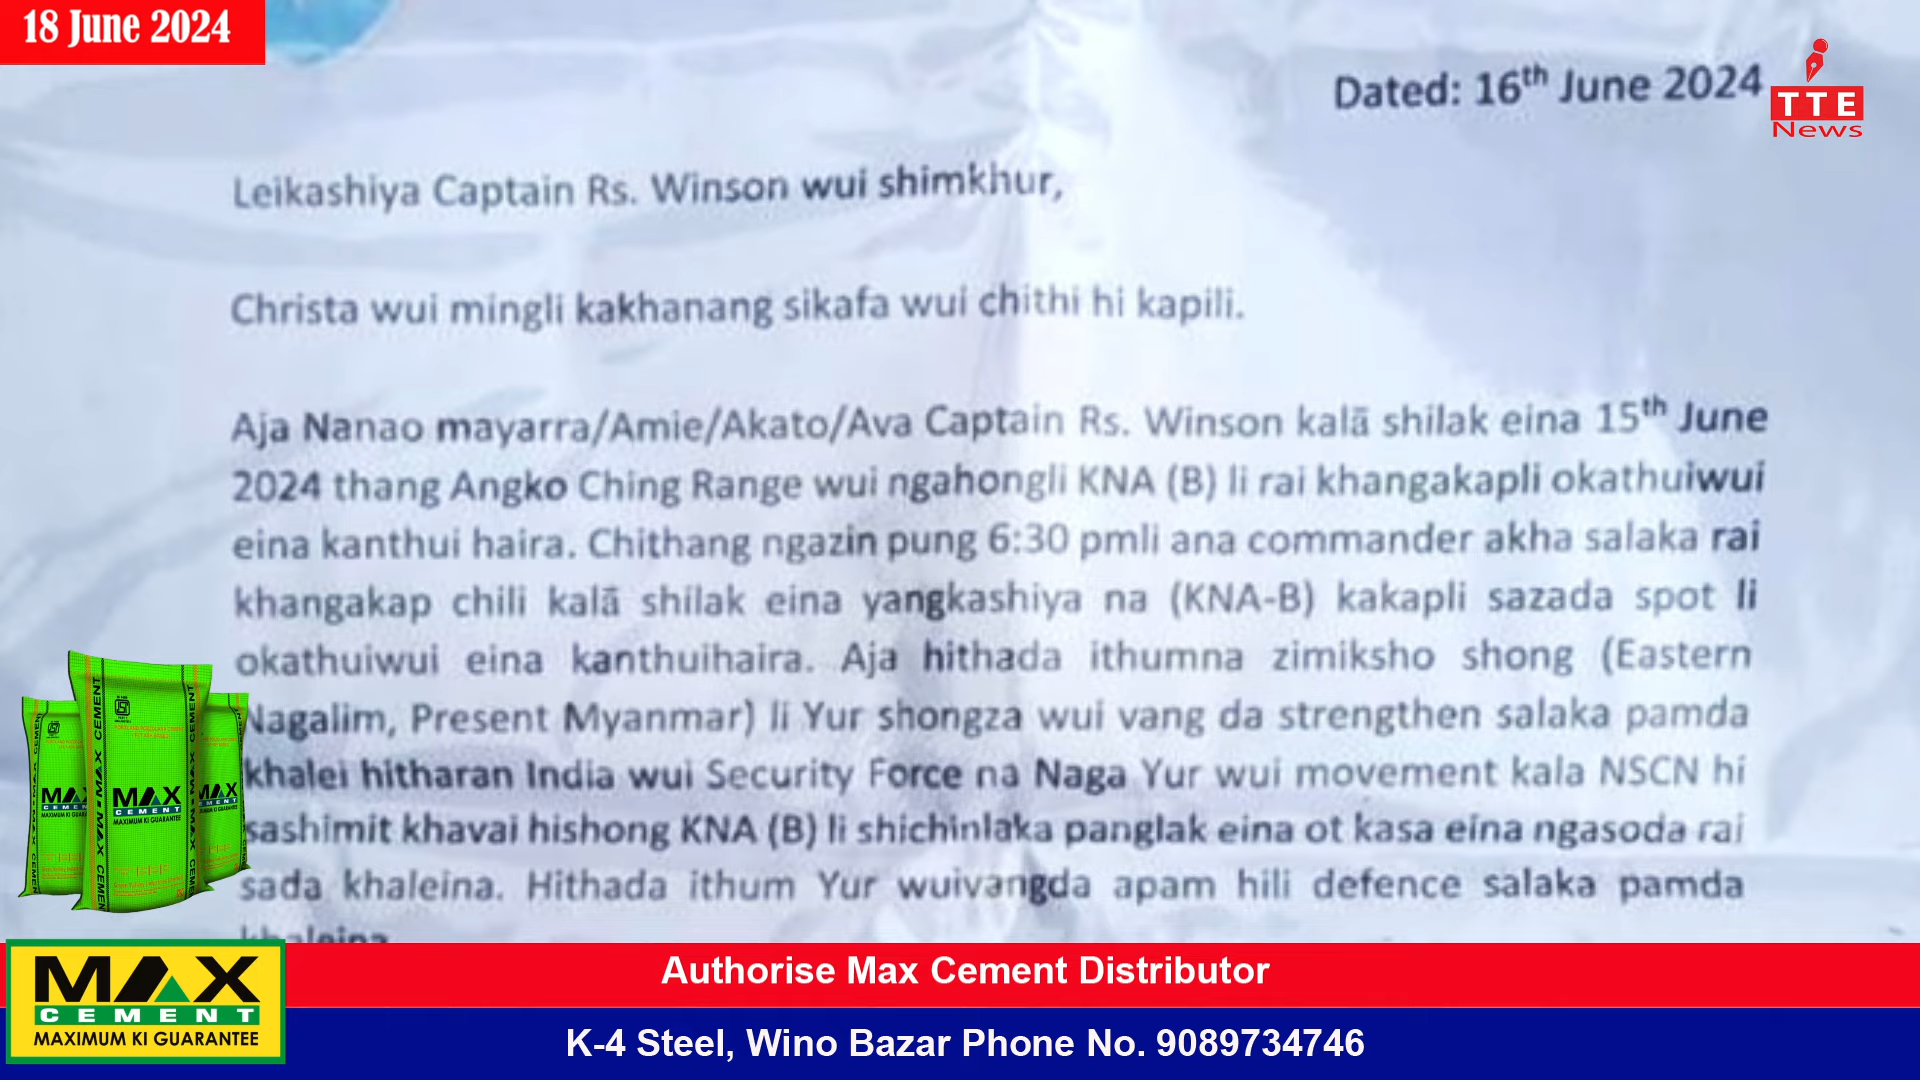 18 June 2024
Dated: 16th June 2024
TTE
News
Leikashiya Captain Rs. Winson wui shimkhur,
Christa wui mingli kakhanang sikafa wui chithi hi kapili.
Aja Nanao mayarra/Amie/Akato/Ava Captain Rs. Winson kalā shilak eina 15th June
2024 thang Angko Ching Range wui ngahongli KNA (B) li rai khangakapli okathuiwui
eina kanthui haira. Chithang ngazin pung 6:30 pmli ana commander akha salaka rai
khangakap chili kalā shilak eina yangkashiya na (KNA-B) kakapli sazada spot li
okathuiwui eina kanthuihaira. Aja hithada ithumna zimiksho shong (Eastern
Nagalim, Present Myanmar) li Yur shongza wui vang da strengthen salaka pamda
khalei hitharan India wui Security Force na Naga Yur wui movement kala NSCN hi
sashimit khavai hishong KNA (B) li shichinlaka panglak eina ot kasa eina ngasoda rai
sada khaleina. Hithada ithum Yur wuivangda apam hili defence salaka pamda
khaleina
MAX
CEMENT
MAXIMUM KI GUARANTEE
Authorise Max Cement Distributor
MAX
CEMENT
MAXIMUM KI GUARANTEE
K-4 Steel, Wino Bazar Phone No. 9089734746